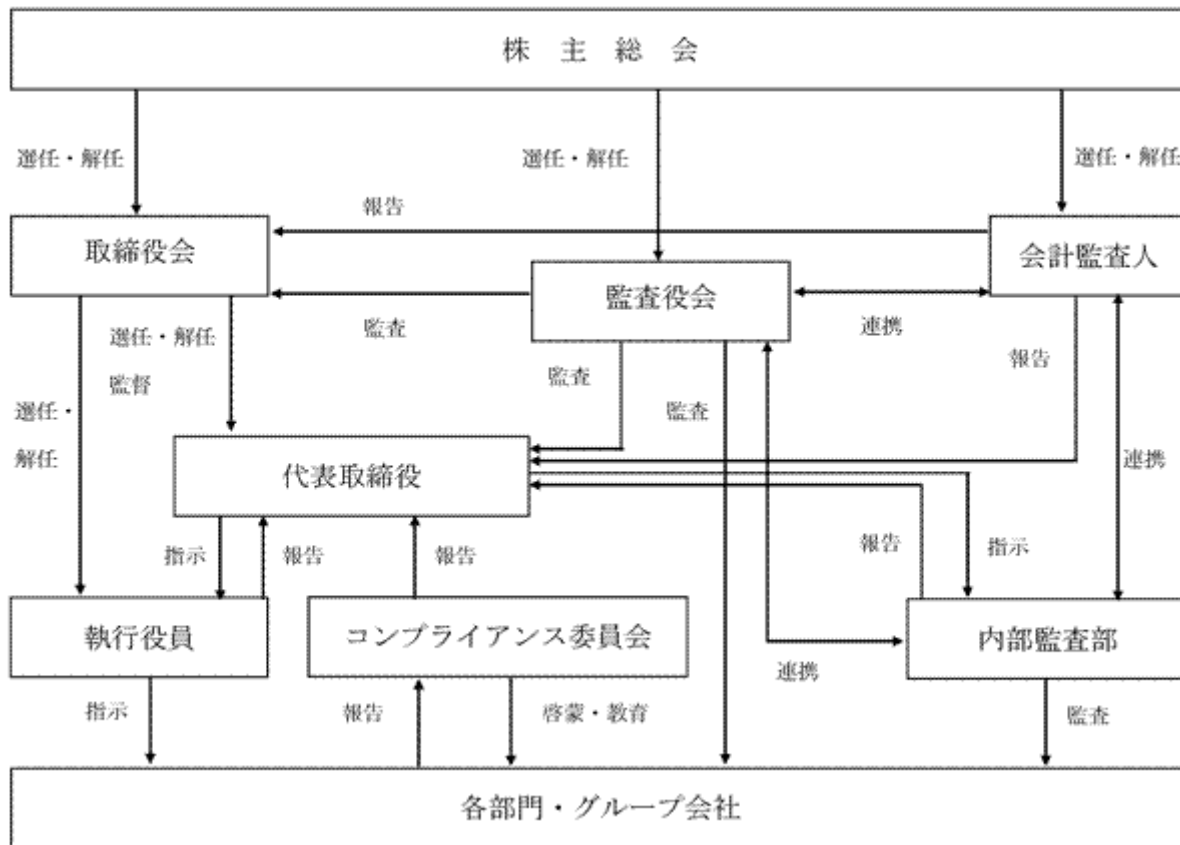 株 主 総 会
選任・解任
選任・解任
選任・解任
報告
取締役会
会計監査人
監査役会
監査
連携
選任・解任
監督
報告
監査
監査
選任・
解任
連携
代表取締役
指示
報告
報告
報告
指示
執行役員
コンプライアンス委員会
内部監査部
連携
指示
報告
啓蒙・教育
監査
各部門・グループ会社